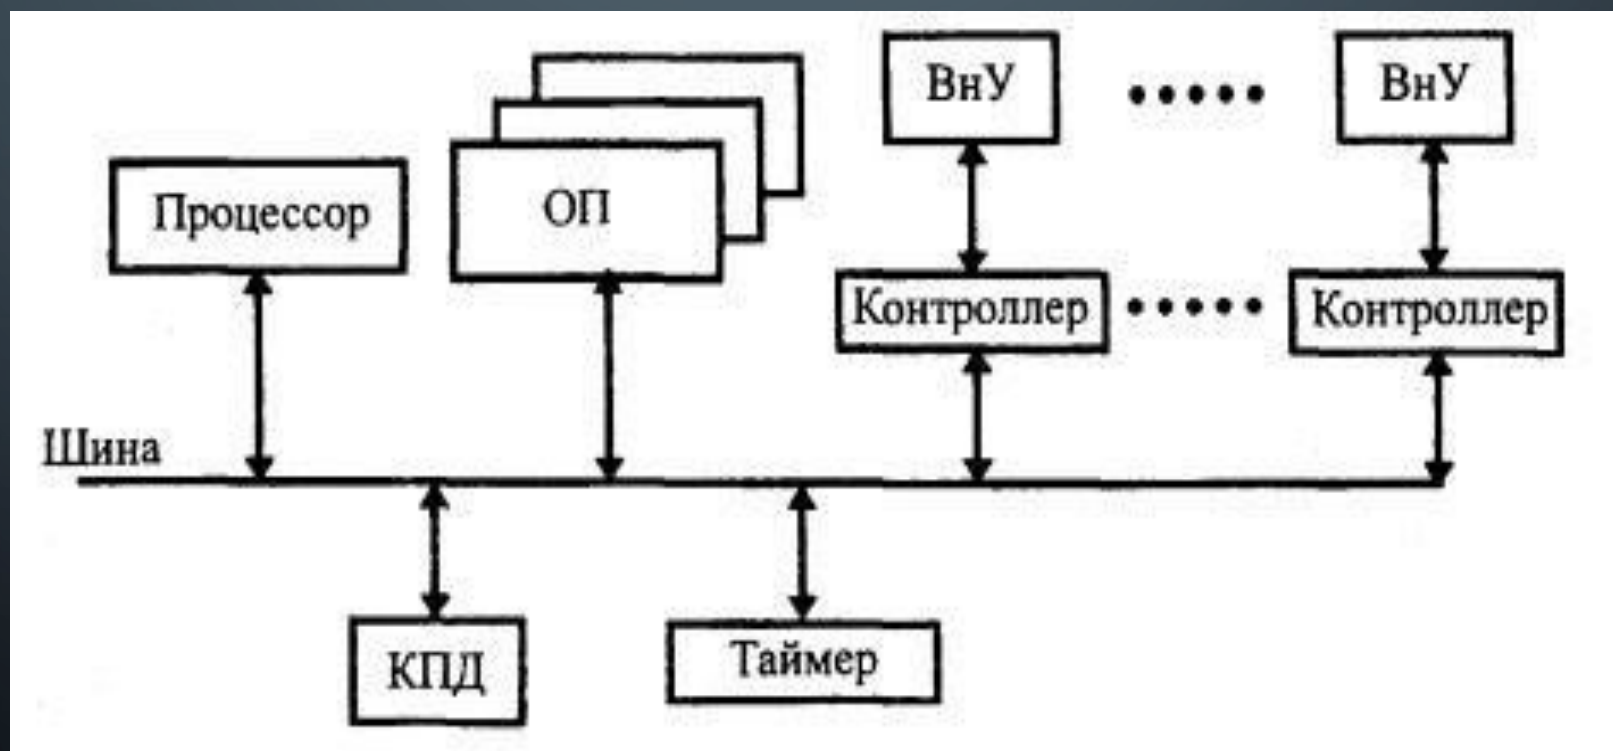 ВнУ
ВнУ
Процессор
ОП
Контроллер
Контроллер
Шина
КПД
Таймер